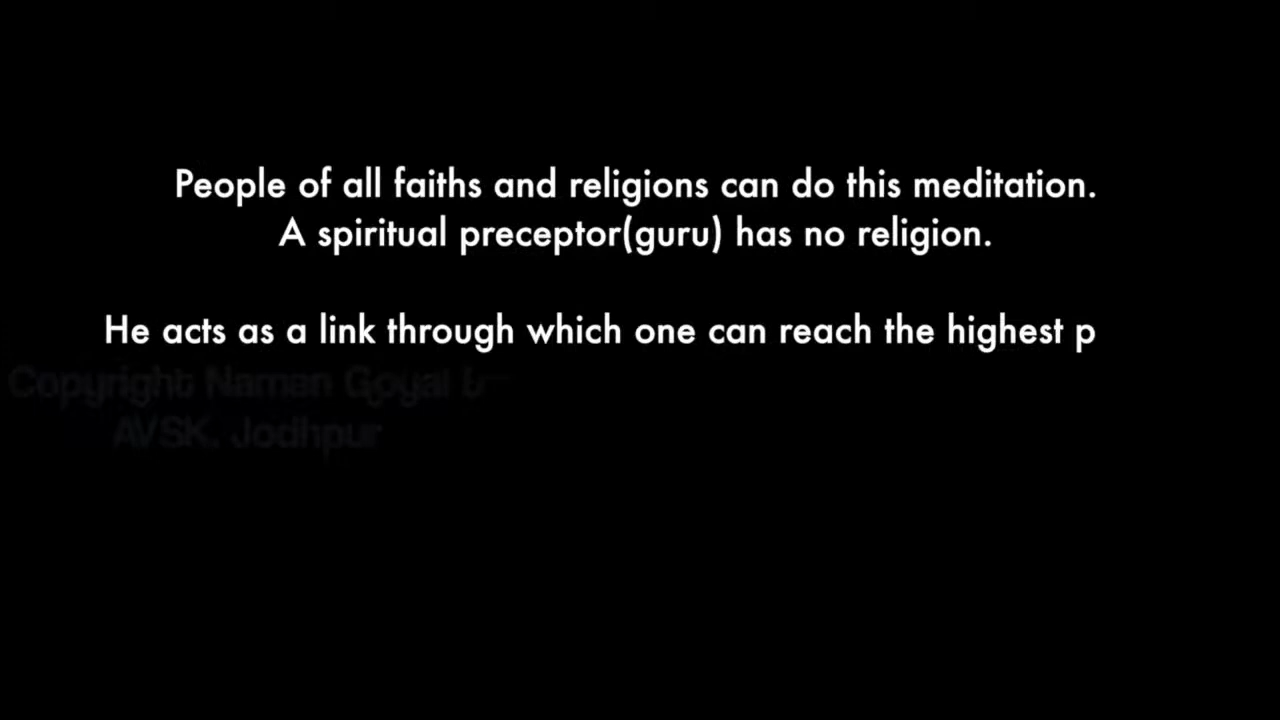 People of all faiths and religions can do this meditation.
A spiritual preceptor(guru) has no religion.
He acts as a link through which one can reach the highest p
Copyright Naman Goyal &
AVSK, Jodhpur